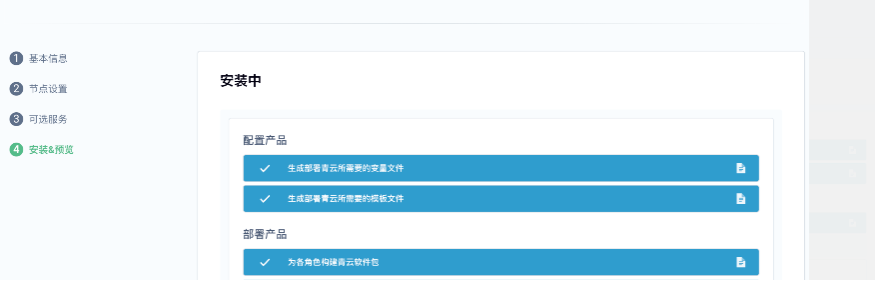 1 基本信息
2 节点设置
3 可选服务
4 安装&预览
安装中
配置产品
生成部署青云所需要的变量文件
生成部署青云所需要的模板文件
部署产品
为各角色构建青云软件包